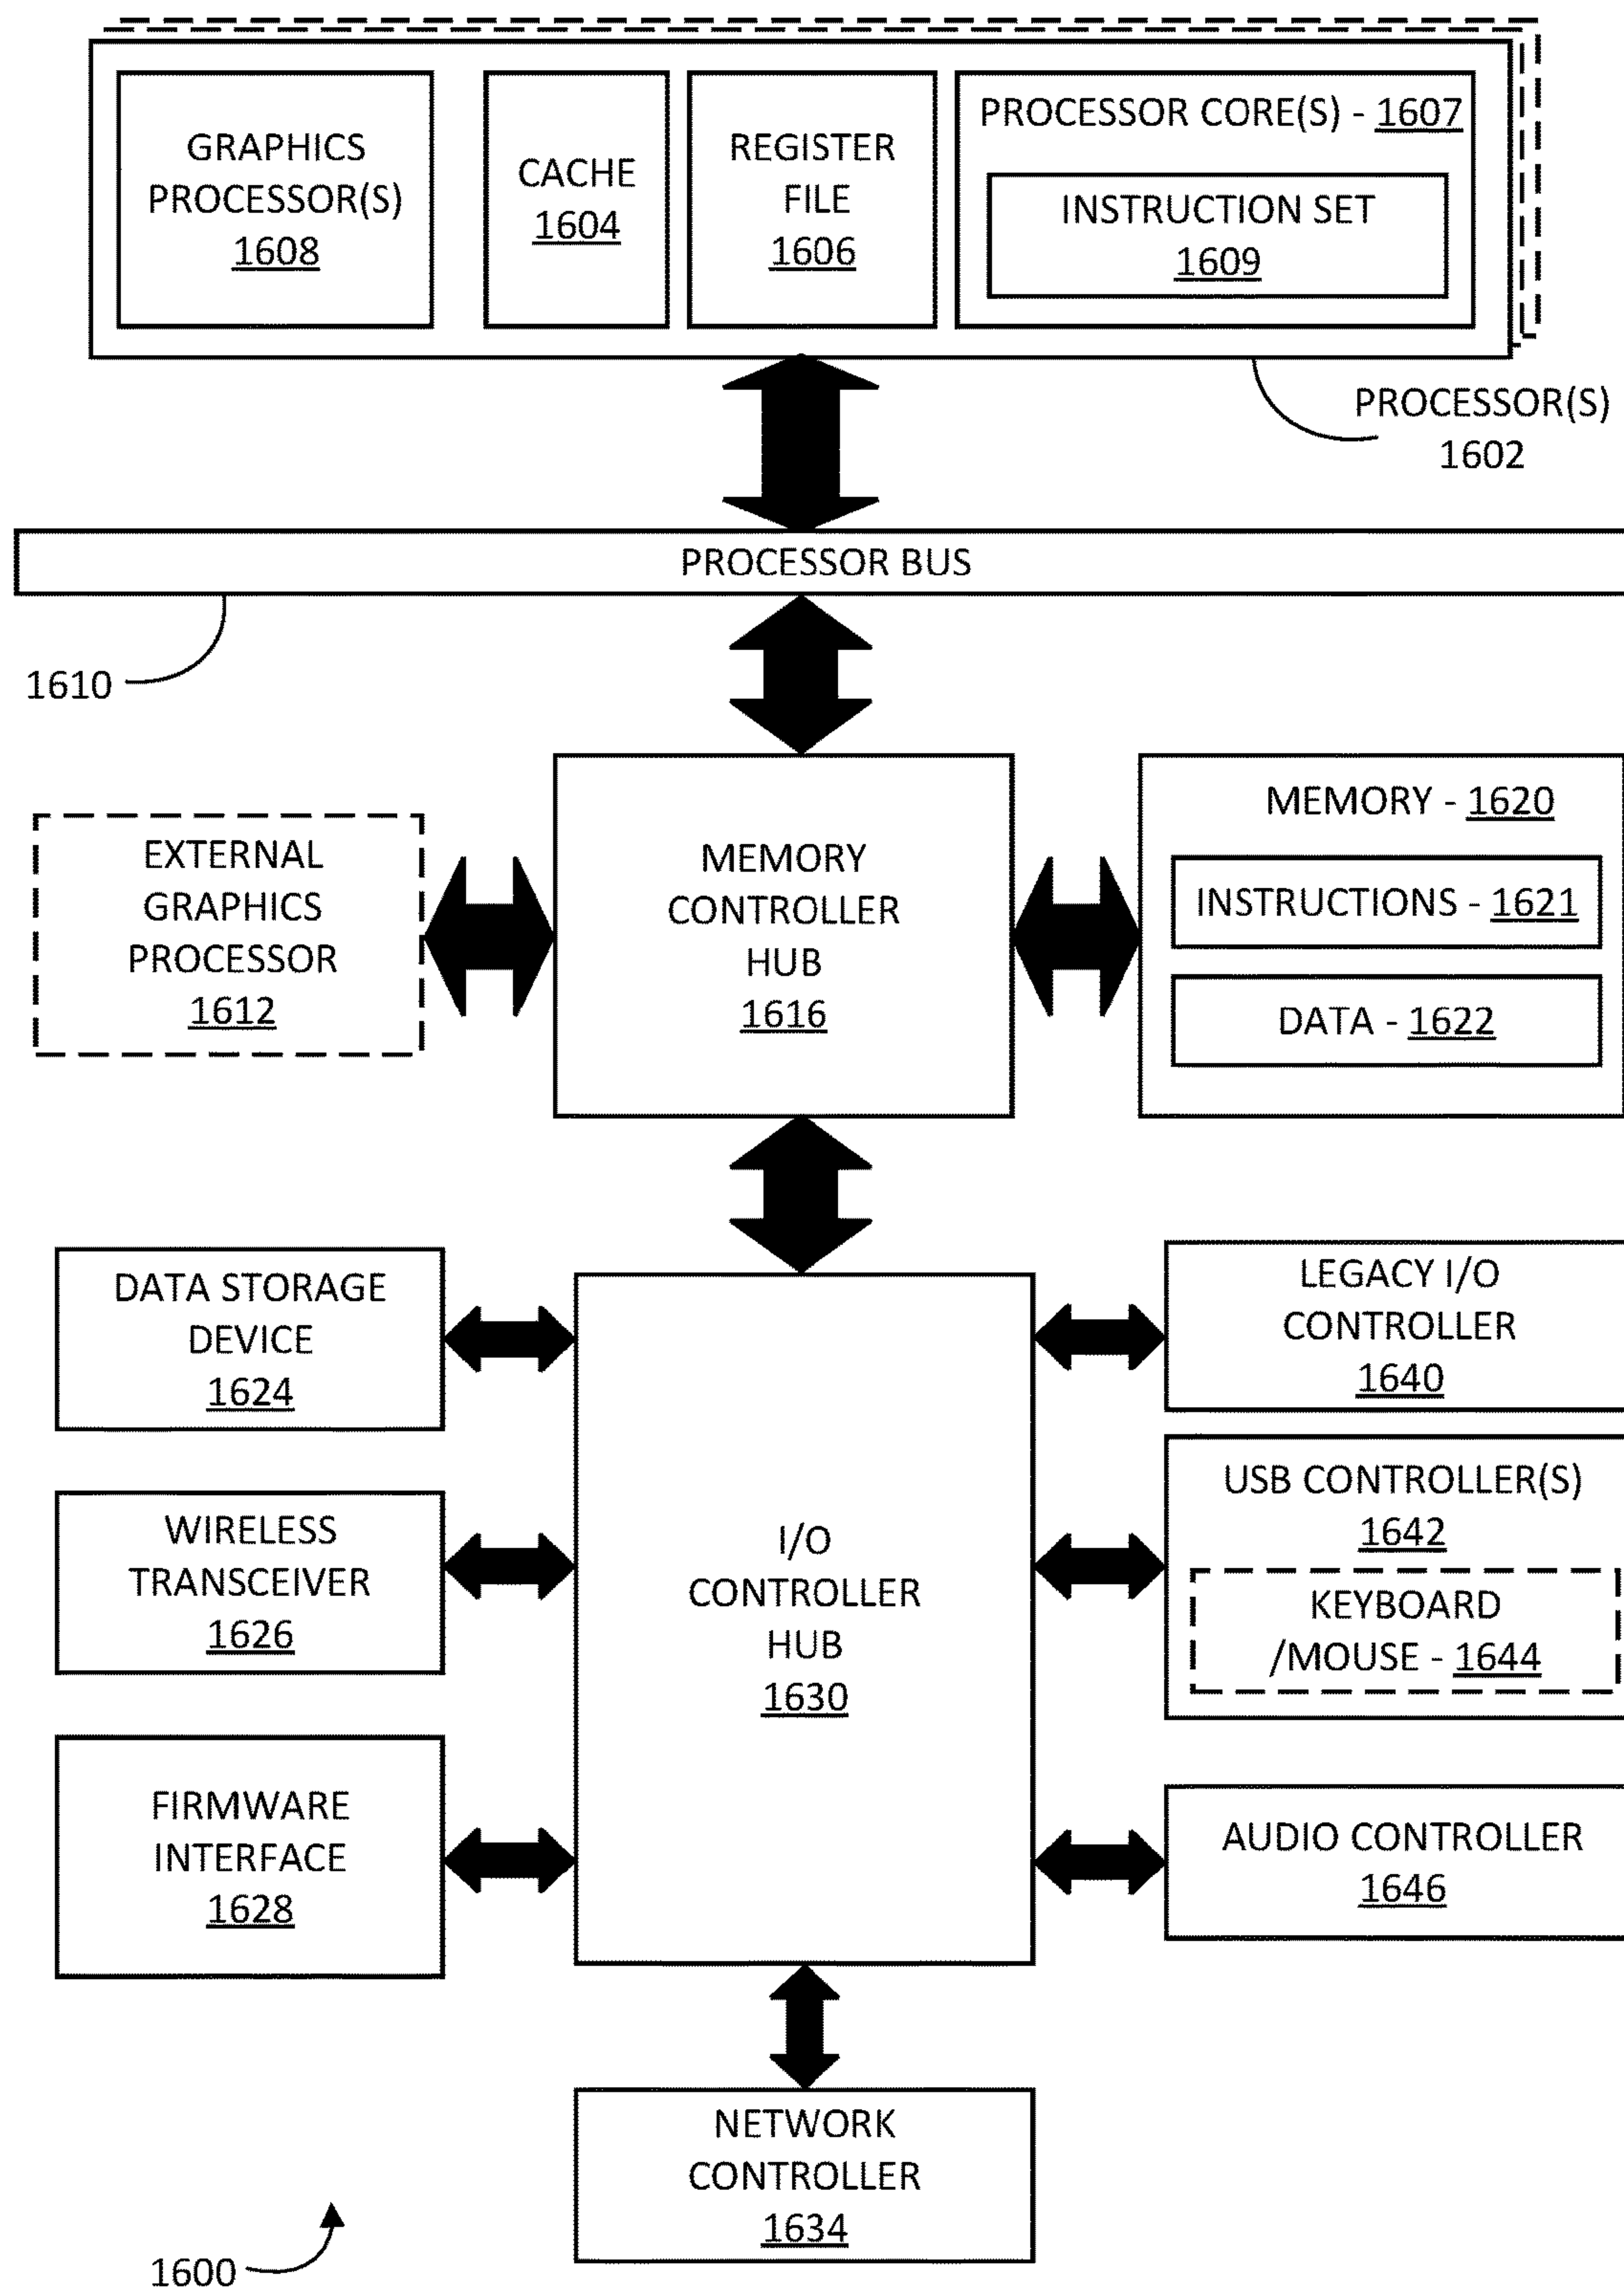 GRAPHICS
PROCESSOR(S)
1608
CACHE
1604
REGISTER
FILE
1606
PROCESSOR CORE(S) - 1607
INSTRUCTION SET
1609
PROCESSOR(S)
1602
PROCESSOR BUS
1610
EXTERNAL
GRAPHICS
PROCESSOR
1612
MEMORY
CONTROLLER
HUB
1616
MEMORY - 1620
INSTRUCTIONS - 1621
DATA - 1622
DATA STORAGE
DEVICE
1624
WIRELESS
TRANSCEIVER
1626
FIRMWARE
INTERFACE
1628
I/O
CONTROLLER
HUB
1630
LEGACY I/O
CONTROLLER
1640
USB CONTROLLER(S)
1642
KEYBOARD
/MOUSE - 1644
AUDIO CONTROLLER
1646
NETWORK
CONTROLLER
1634
1600